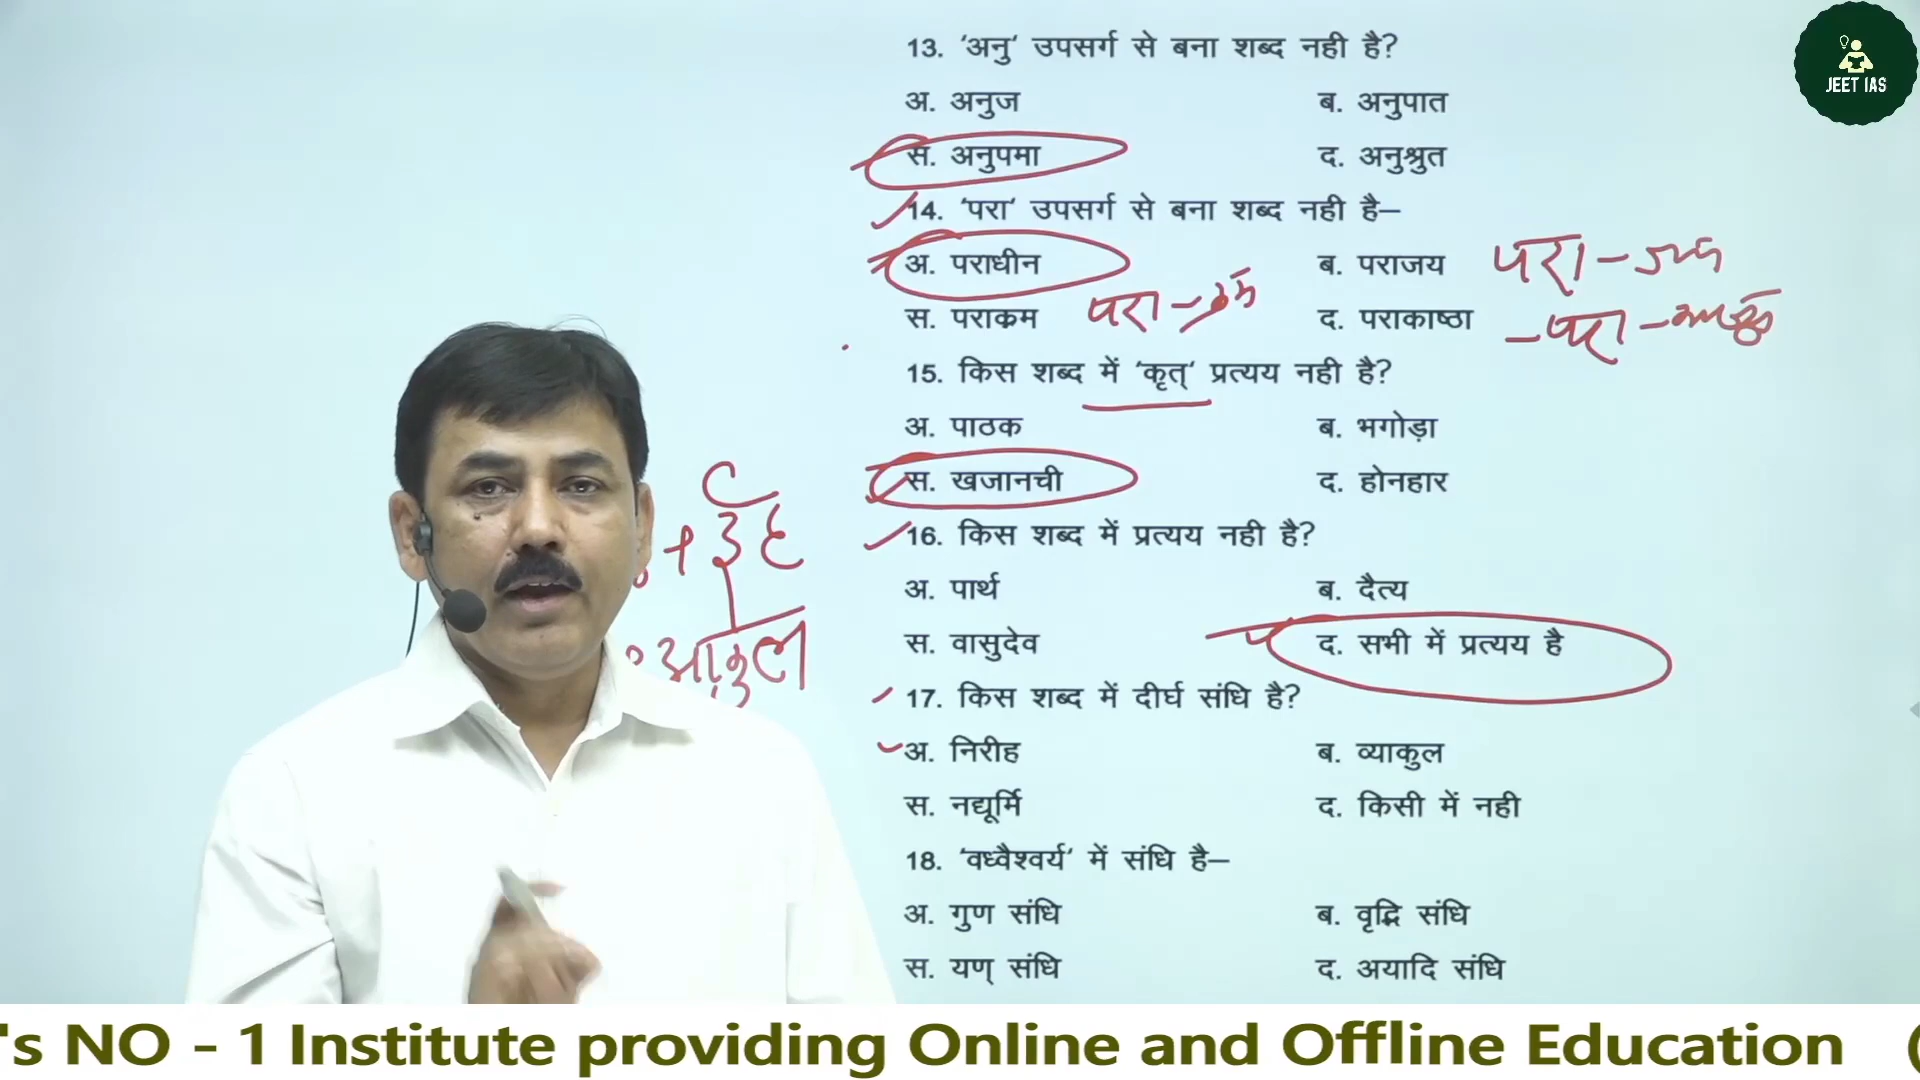 JEET IAS
13. 'अनु' उपसर्ग से बना शब्द नही है?
अ. अनुज ब. अनुपात
स. अनुपमा द. अनुश्रुत
14. 'परा' उपसर्ग से बना शब्द नही है–
अ. पराधीन ब. पराजय परा – जय
स. पराक्रम परा – क्रम द. पराकाष्ठा – परा –
15. किस शब्द में 'कृत्' प्रत्यय नही है?
अ. पाठक ब. भगोड़ा
स. खजानची द. होनहार
16. किस शब्द में प्रत्यय नही है?
+ ईह
अ. पार्थ ब. दैत्य
स. वासुदेव द. सभी में प्रत्यय है
आकुल
17. किस शब्द में दीर्घ संधि है?
अ. निरीह ब. व्याकुल
स. नद्यूर्मि द. किसी में नही
18. 'वध्वैश्वर्य' में संधि है–
अ. गुण संधि ब. वृद्धि संधि
स. यण् संधि द. अयादि संधि
's NO - 1 Institute providing Online and Offline Education (